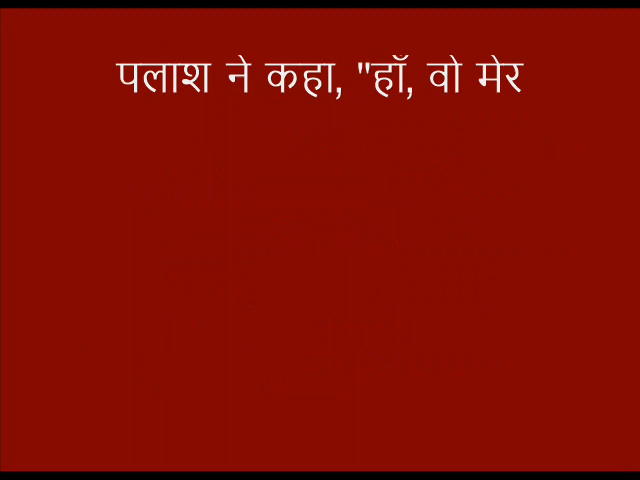 पलाश ने कहा, "हाँ, वो मेर